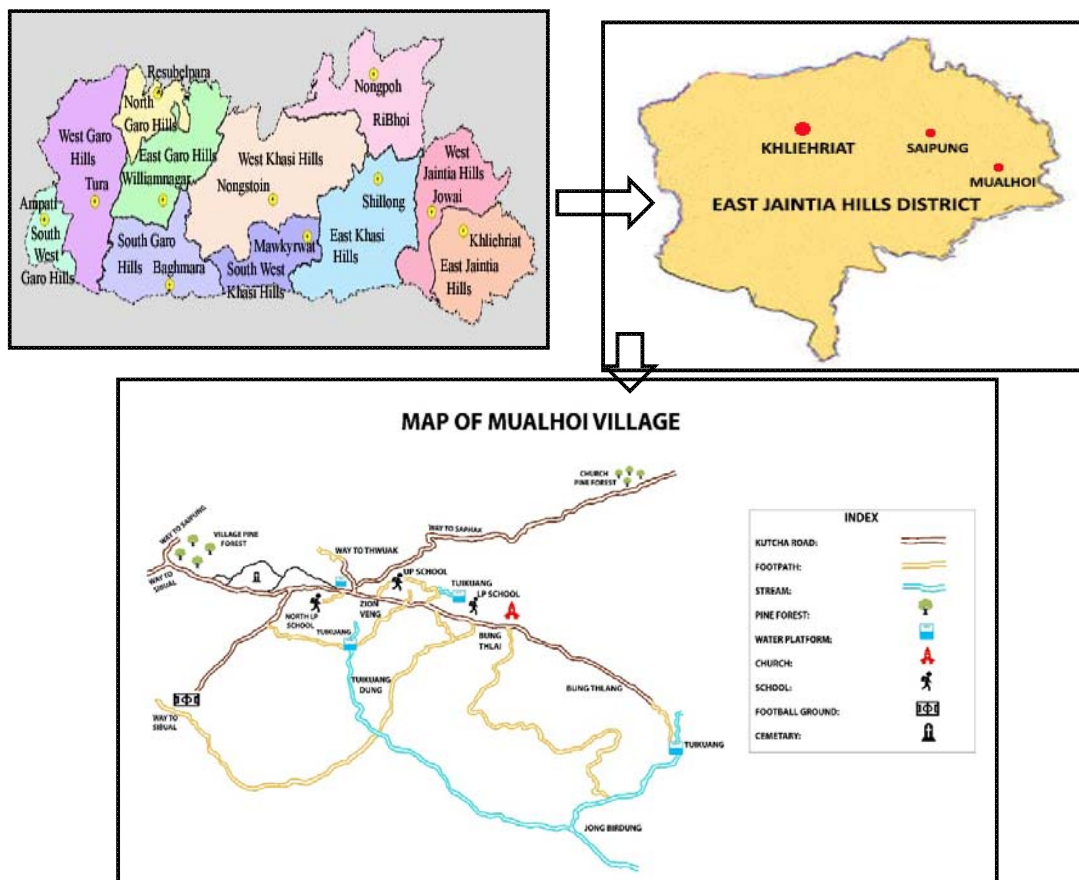 Resubelpara
North
Garo Hills
West Garo
Hills
East Garo Hills
Williamnagar
Tura
Ampati
South
West
Garo Hills
South Garo
Hills
Baghmara
West Khasi Hills
Nongstoin
Mawkyrwat
South West
Khasi Hills
Nongpoh
RiBhoi
Shillong
East Khasi
Hills
West
Jaintia Hills
Jowai
Khliehriat
East Jaintia
Hills
KHLIEHRIAT
SAIPUNG
MUALHOI
EAST JAINTIA HILLS DISTRICT
MAP OF MUALHOI VILLAGE
CHURCH
PINE FOREST
WAY TO SAIPUNG
VILLAGE PINE
FOREST
WAY TO
SIBUAL
WAY TO SAPHAK
WAY TO THWUAK
UP SCHOOL
TUIKUANG
LP SCHOOL
ZION
VENG
NORTH LP
SCHOOL
TUIKUANG
BUNG
THLAI
TUIKUANG
DUNG
BUNG THLANG
WAY TO
SIBUAL
TUIKUANG
JONG BIRDUNG
INDEX
KUTCHA ROAD:
FOOTPATH:
STREAM:
PINE FOREST:
WATER PLATFORM:
CHURCH:
SCHOOL:
FOOTBALL GROUND:
CEMETARY: